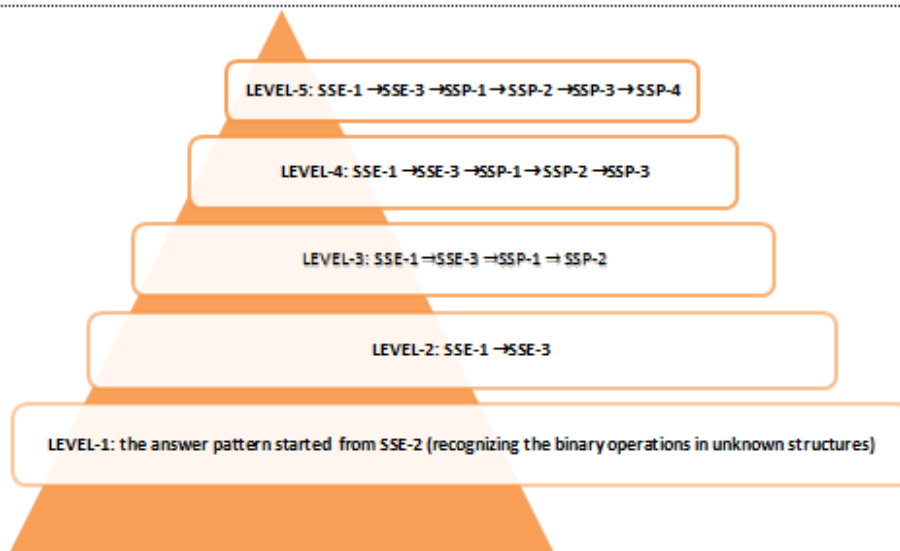 LEVEL-5: SSE-1 →SSE-3 →SSP-1 → SSP-2 →SSP-3 → SSP-4
LEVEL-4: SSE-1 →SSE-3 →SSP-1 → SSP-2 →SSP-3
LEVEL-3: SSE-1 →SSE-3 →SSP-1 → SSP-2
LEVEL-2: SSE-1 →SSE-3
LEVEL-1: the answer pattern started from SSE-2 (recognizing the binary operations in unknown structures)